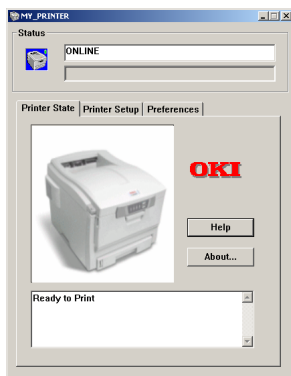 MY_PRINTER
Status
ONLINE
Printer State Printer Setup Preferences
OKI
Help
About...
Ready to Print